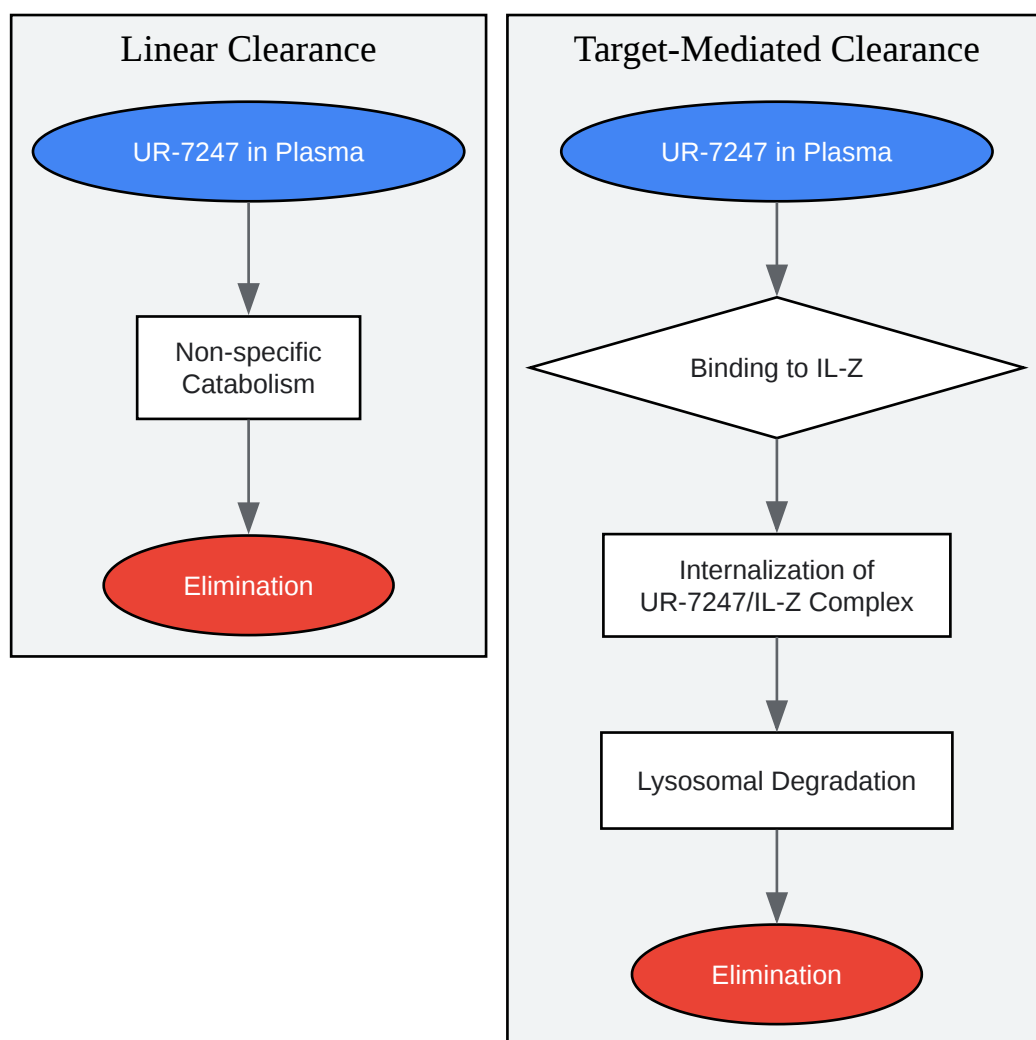 Linear Clearance
UR-7247 in Plasma
Non-specific
Catabolism
Elimination
Target-Mediated Clearance
UR-7247 in Plasma
Binding to IL-Z
Internalization of
UR-7247/IL-Z Complex
Lysosomal Degradation
Elimination